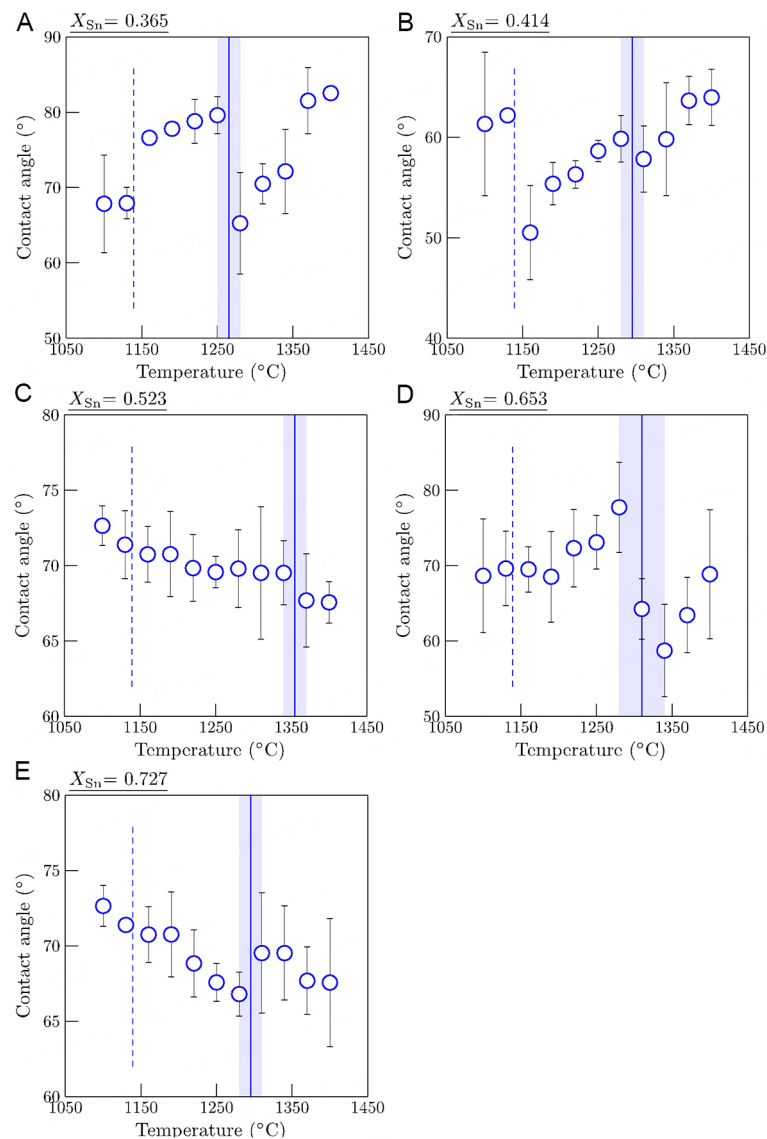 A
X_Sn= 0.365
90
80
70
60
50
1050
1150
1250
1350
1450
Contact angle (°)
Temperature (°C)
B
X_Sn= 0.414
70
60
50
40
1050
1150
1250
1350
1450
Contact angle (°)
Temperature (°C)
C
X_Sn= 0.523
80
75
70
65
60
1050
1150
1250
1350
1450
Contact angle (°)
Temperature (°C)
D
X_Sn= 0.653
90
80
70
60
50
1050
1150
1250
1350
1450
Contact angle (°)
Temperature (°C)
E
X_Sn= 0.727
80
75
70
65
60
1050
1150
1250
1350
1450
Contact angle (°)
Temperature (°C)